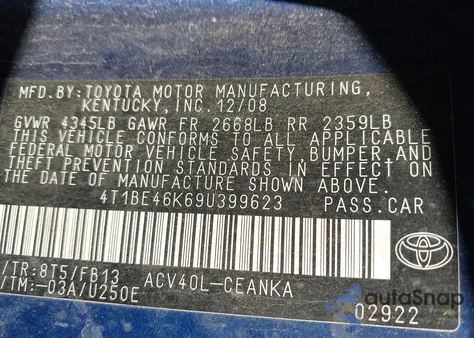 MFD.BY:TOYOTA MOTOR MANUFACTURING,
KENTUCKY,INC.12/08
GVWR 4345LB GAWR FR 2668LB RR 2359LB
THIS VEHICLE CONFORMS TO ALL APPLICABLE
FEDERAL MOTOR VEHICLE SAFETY,BUMPER,AND
THEFT PREVENTION STANDARDS IN EFFECT ON
THE DATE OF MANUFACTURE SHOWN ABOVE.
4T1BE46K69U399623 PASS.CAR
/TR:8T5/FB13 ACV40L-CEANKA
/TM:-03A/U250E
02922
autoSnap